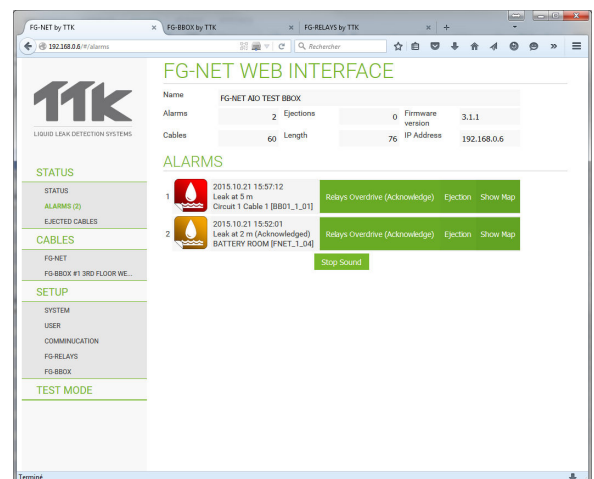 FG-NET by TTK × FG-BBOX by TTK × FG-RELAYS by TTK × +
192.168.0.6/#/alarms Rechercher
FG-NET WEB INTERFACE
TTK
LIQUID LEAK DETECTION SYSTEMS
Name FG-NET AIO TEST BBOX
Alarms 2 Ejections 0 Firmware version 3.1.1
Cables 60 Length 76 IP Address 192.168.0.6
STATUS
STATUS
ALARMS (2)
EJECTED CABLES
CABLES
FG-NET
FG-BBOX #1 3RD FLOOR WE...
SETUP
SYSTEM
USER
COMMINUCATION
FG-RELAYS
FG-BBOX
TEST MODE
ALARMS
1 2015.10.21 15:57:12
Leak at 5 m
Circuit 1 Cable 1 [BB01_1_01]
Relays Overdrive (Acknowledge) Ejection Show Map
2 2015.10.21 15:52:01
Leak at 2 m (Acknowledged)
BATTERY ROOM [FNET_1_04]
Relays Overdrive (Acknowledge) Ejection Show Map
Stop Sound
Terminé